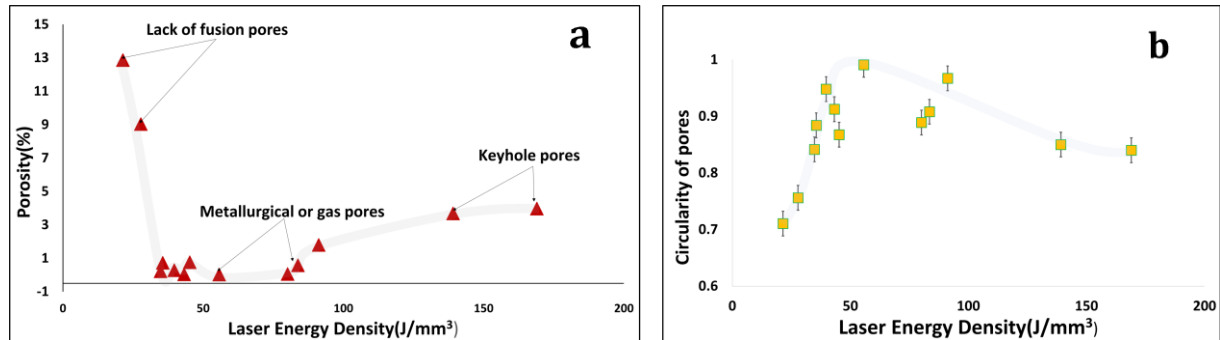 a
15
13
11
9
7
5
3
1
-1
Porosity(%)
Lack of fusion pores
Metallurgical or gas pores
Keyhole pores
0
50
100
150
200
Laser Energy Density(J/mm³)
b
1
0.9
0.8
0.7
0.6
Circularity of pores
0
50
100
150
200
Laser Energy Density(J/mm³)